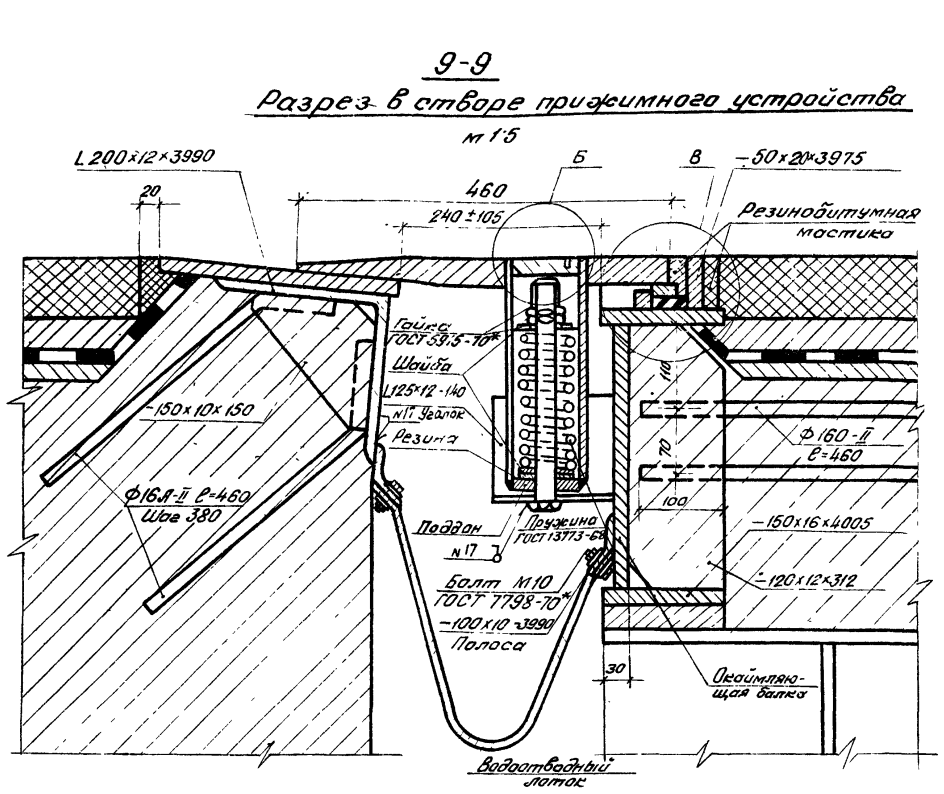 9-9
Разрез в створе прижимного устройства
м 1:5
L 200×12×3990
Б
В
-50×20×3975
20
460
240 ±105
Резинобитумная
мастика
Гайка
ГОСТ 5915-70*
Шайба
L125×12-140
№17 Уголок
Резина
-150×10×150
110
70
100
Ф16А-II ℓ=460
Шаг 380
Ф16А-II
ℓ=460
Поддон
№17
Пружина
ГОСТ 13773-68
-150×16×4005
-120×12×312
Болт М10
ГОСТ 7798-70*
-100×10-3990
Полоса
30
Окаймляю-
щая балка
Водоотводный
лоток